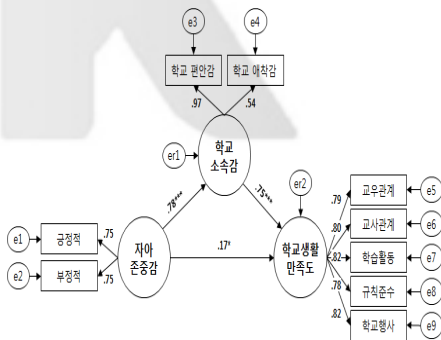 e3
e4
학교 편안감
학교 애착감
.97
.54
학교
소속감
er1
er2
.78***
.75***
e1
긍정적
.75
e2
부정적
.75
자아
존중감
.17*
학교생활
만족도
.79
교우관계
e5
.80
교사관계
e6
.82
학습활동
e7
.78
규칙준수
e8
.82
학교행사
e9